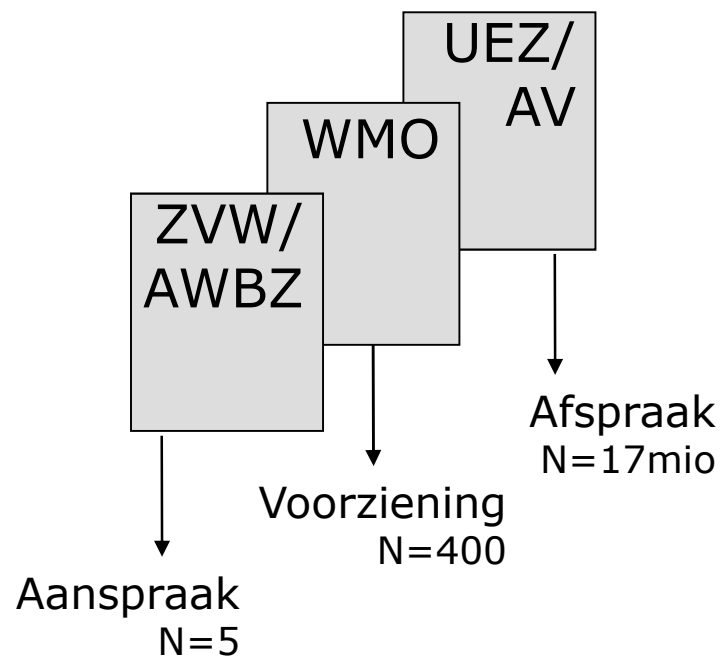 UEZ/
AV
WMO
ZVW/
AWBZ
Afspraak
N=17mio
Voorziening
N=400
Aanspraak
N=5